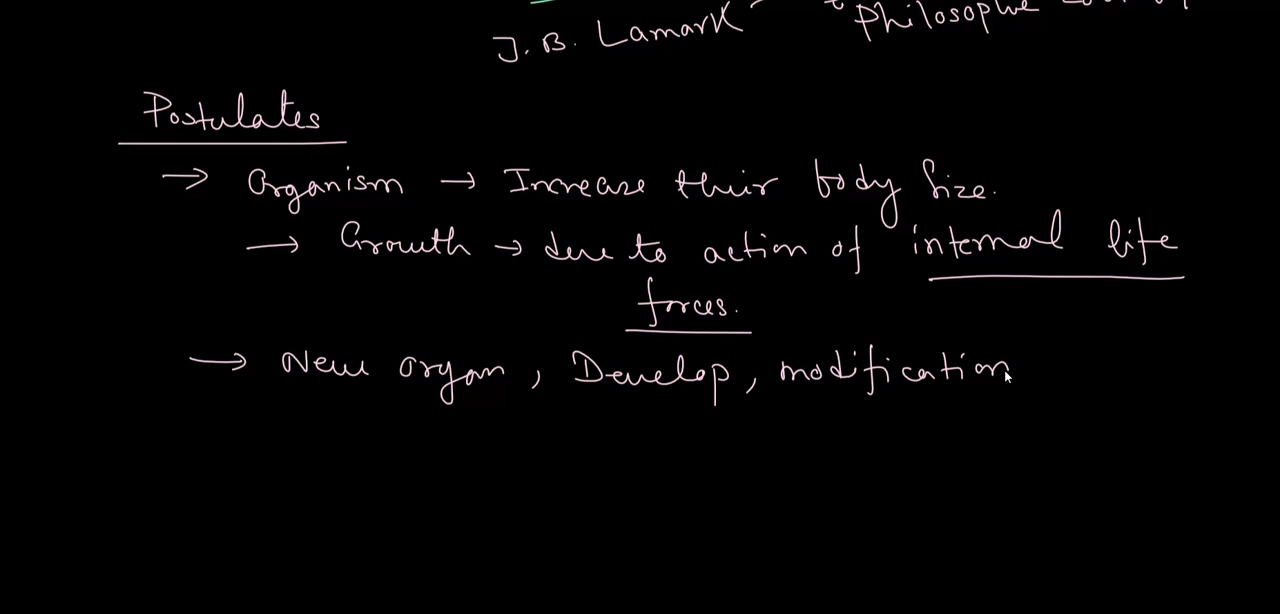 J. B. Lamark " Philosophe
Postulates
→ Organism → Increase their body size.
→ Growth → due to action of internal life
forces.
→ New organ, Develop, modification